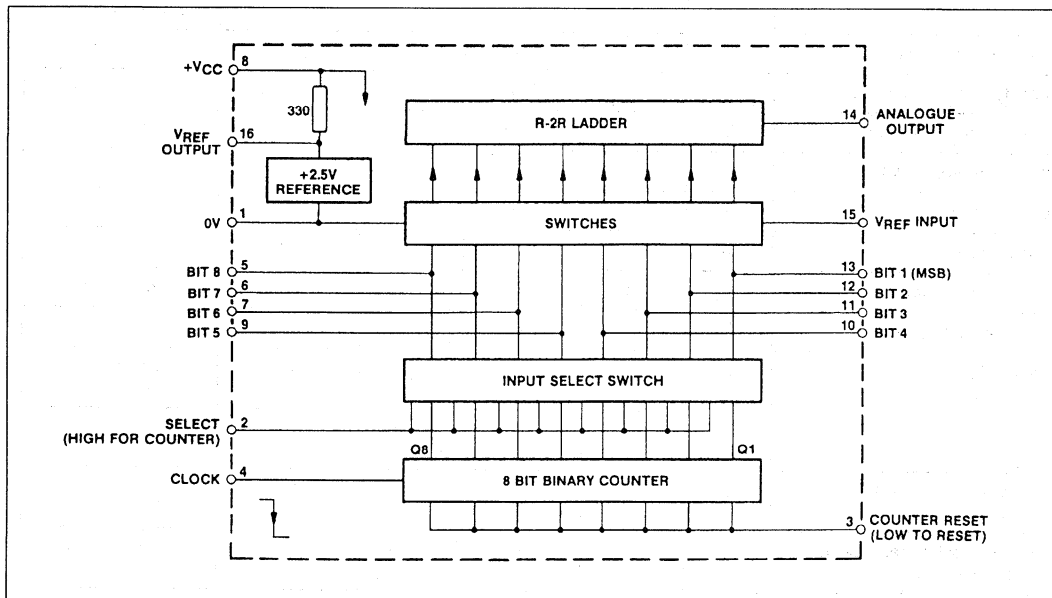 +VCC
8
330
16
VREF
OUTPUT
+2.5V
REFERENCE
R-2R LADDER
14
ANALOGUE
OUTPUT
0V
1
SWITCHES
15
VREF INPUT
BIT 8
5
BIT 7
6
BIT 6
7
BIT 5
9
13
BIT 1 (MSB)
12
BIT 2
11
BIT 3
10
BIT 4
INPUT SELECT SWITCH
SELECT
(HIGH FOR COUNTER)
2
Q8
Q1
CLOCK
4
8 BIT BINARY COUNTER
3
COUNTER RESET
(LOW TO RESET)